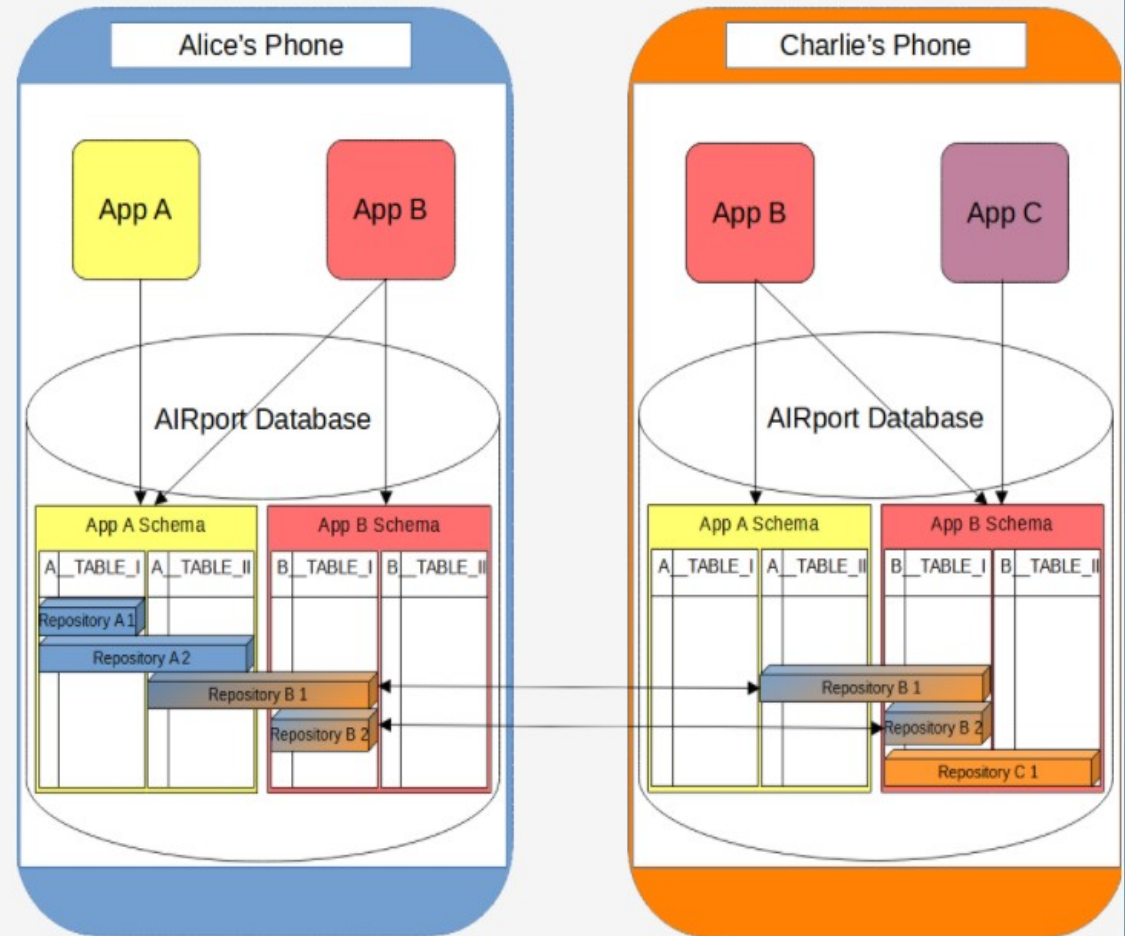 Alice's Phone
App A
App B
AIRport Database
App A Schema
App B Schema
A__TABLE_I
A__TABLE_II
B__TABLE_I
B__TABLE_II
Repository A 1
Repository A 2
Repository B 1
Repository B 2
Charlie's Phone
App B
App C
AIRport Database
App A Schema
App B Schema
A__TABLE_I
A__TABLE_II
B__TABLE_I
B__TABLE_II
Repository B 1
Repository B 2
Repository C 1